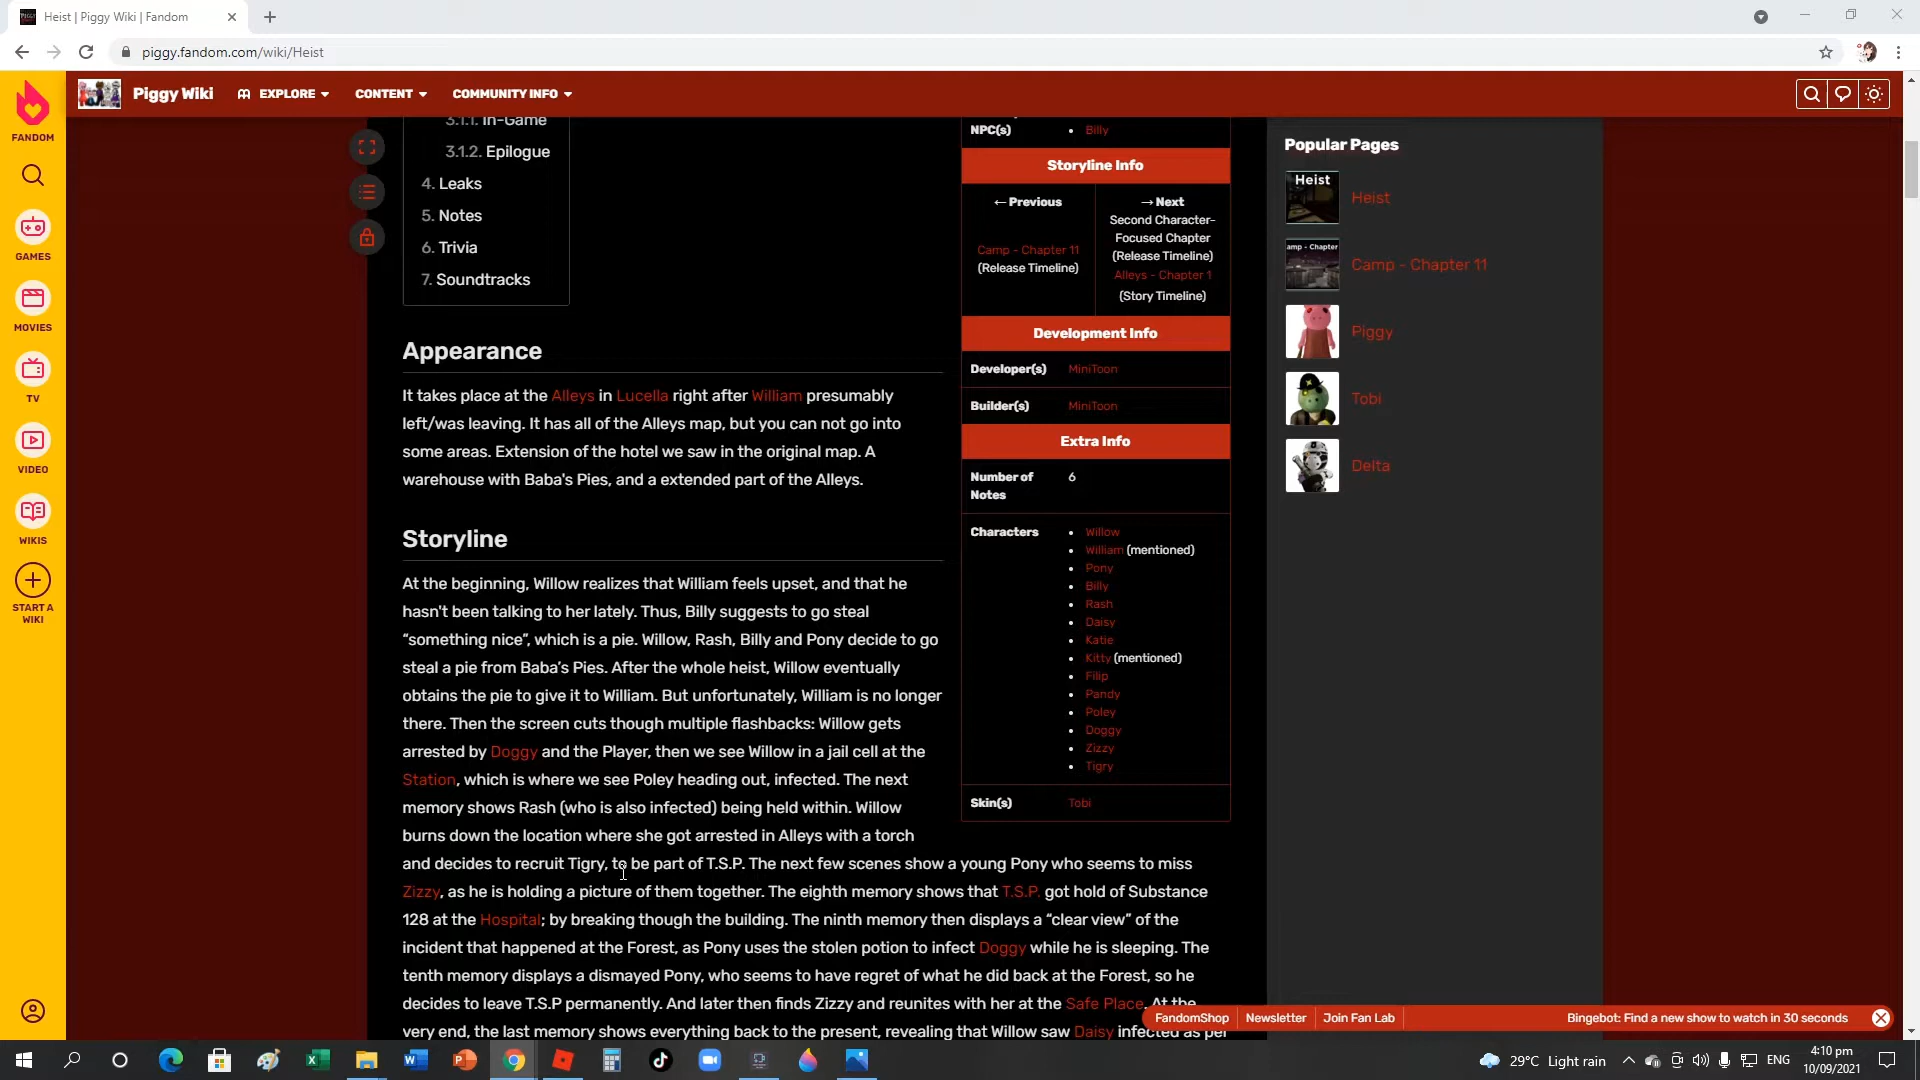 Heist | Piggy Wiki | Fandom
piggy.fandom.com/wiki/Heist
FANDOM
GAMES
MOVIES
TV
VIDEO
WIKIS
START A
WIKI
Piggy Wiki
EXPLORE
CONTENT
COMMUNITY INFO
3.1.1. In-Game
3.1.2. Epilogue
4. Leaks
5. Notes
6. Trivia
7. Soundtracks
Appearance
It takes place at the Alleys in Lucella right after William presumably
left/was leaving. It has all of the Alleys map, but you can not go into
some areas. Extension of the hotel we saw in the original map. A
warehouse with Baba's Pies, and a extended part of the Alleys.
Storyline
At the beginning, Willow realizes that William feels upset, and that he
hasn't been talking to her lately. Thus, Billy suggests to go steal
“something nice”, which is a pie. Willow, Rash, Billy and Pony decide to go
steal a pie from Baba’s Pies. After the whole heist, Willow eventually
obtains the pie to give it to William. But unfortunately, William is no longer
there. Then the screen cuts though multiple flashbacks: Willow gets
arrested by Doggy and the Player, then we see Willow in a jail cell at the
Station, which is where we see Poley heading out, infected. The next
memory shows Rash (who is also infected) being held within. Willow
burns down the location where she got arrested in Alleys with a torch
and decides to recruit Tigry, to be part of T.S.P. The next few scenes show a young Pony who seems to miss
Zizzy, as he is holding a picture of them together. The eighth memory shows that T.S.P. got hold of Substance
128 at the Hospital; by breaking though the building. The ninth memory then displays a “clear view” of the
incident that happened at the Forest, as Pony uses the stolen potion to infect Doggy while he is sleeping. The
tenth memory displays a dismayed Pony, who seems to have regret of what he did back at the Forest, so he
decides to leave T.S.P permanently. And later then finds Zizzy and reunites with her at the Safe Place. At the
very end, the last memory shows everything back to the present, revealing that Willow saw Daisy infected as per
NPC(s)
• Billy
Storyline Info
← Previous
Camp - Chapter 11
(Release Timeline)
→ Next
Second Character-
Focused Chapter
(Release Timeline)
Alleys - Chapter 1
(Story Timeline)
Development Info
Developer(s) MiniToon
Builder(s) MiniToon
Extra Info
Number of
Notes
6
Characters
• Willow
• William (mentioned)
• Pony
• Billy
• Rash
• Daisy
• Katie
• Kitty (mentioned)
• Filip
• Pandy
• Poley
• Doggy
• Zizzy
• Tigry
Skin(s) Tobi
Popular Pages
Heist
Heist
amp - Chapter
Camp - Chapter 11
Piggy
Tobi
Delta
FandomShop
Newsletter
Join Fan Lab
Bingebot: Find a new show to watch in 30 seconds
29°C Light rain
ENG
4:10 pm
10/09/2021